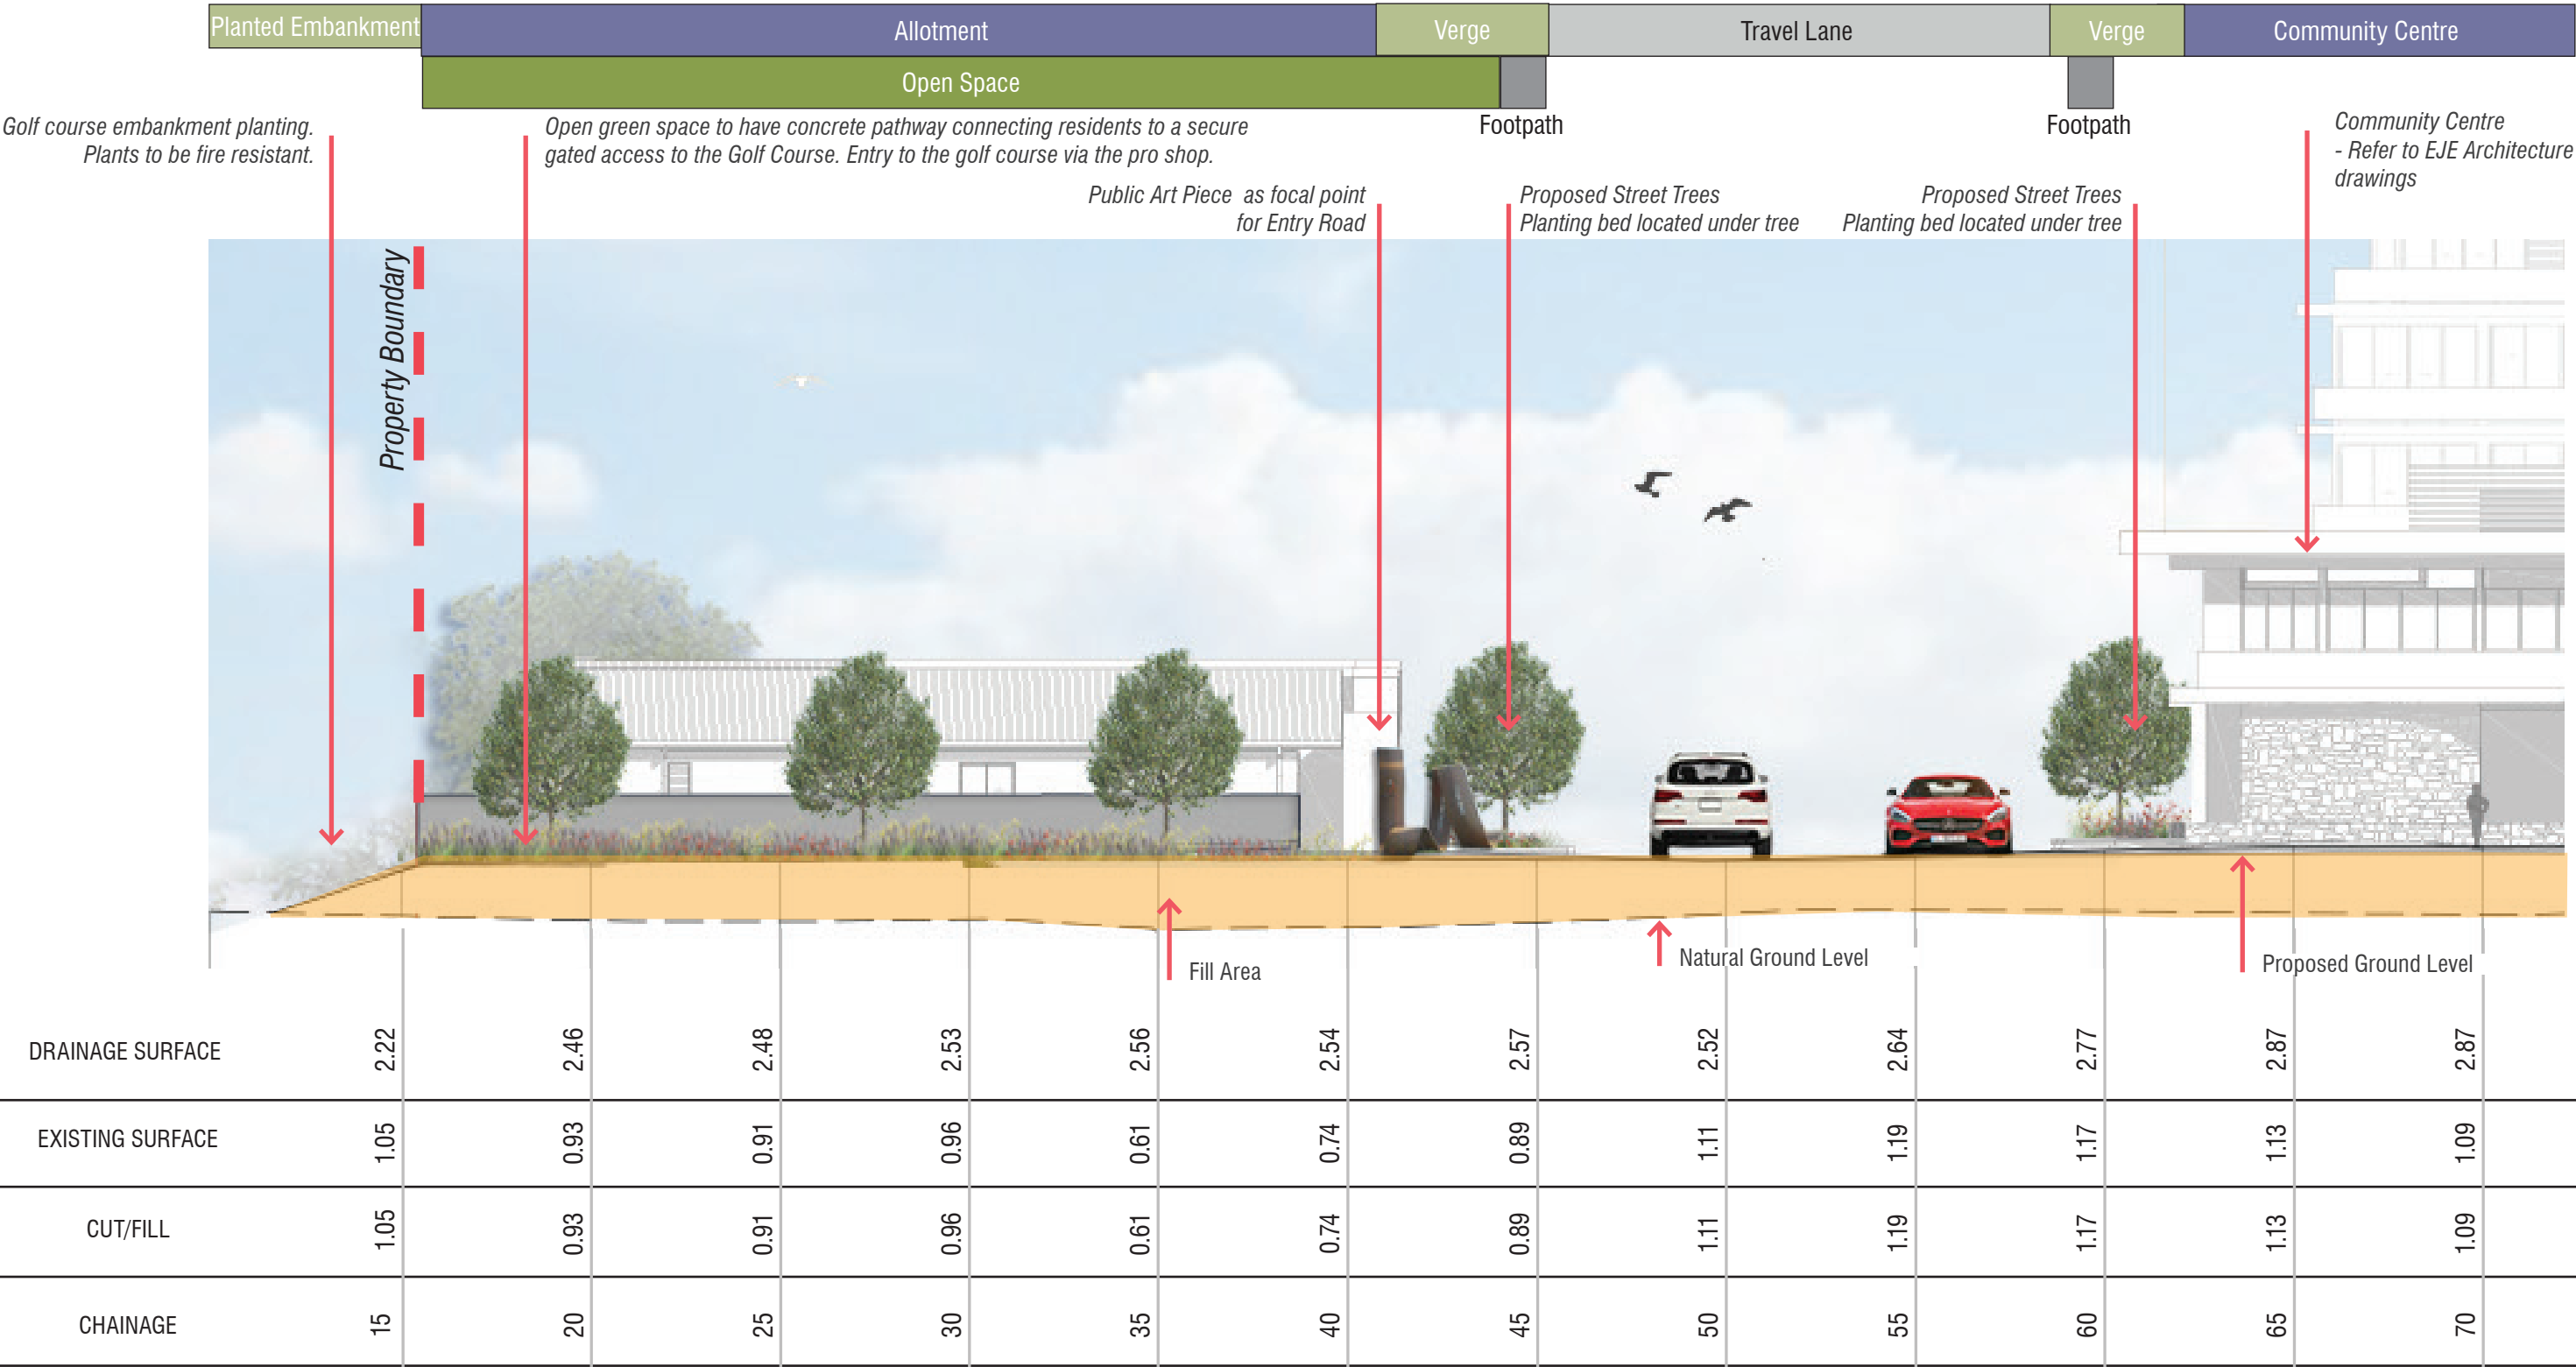 Planted Embankment
Allotment
Verge
Travel Lane
Verge
Community Centre
Open Space
Footpath
Footpath
Golf course embankment planting.
Plants to be fire resistant.
Open green space to have concrete pathway connecting residents to a secure
gated access to the Golf Course. Entry to the golf course via the pro shop.
Community Centre
- Refer to EJE Architecture
drawings
Public Art Piece as focal point
for Entry Road
Proposed Street Trees
Planting bed located under tree
Proposed Street Trees
Planting bed located under tree
Property Boundary
Fill Area
Natural Ground Level
Proposed Ground Level
DRAINAGE SURFACE 2.22 2.46 2.48 2.53 2.56 2.54 2.57 2.52 2.64 2.77 2.87 2.87
EXISTING SURFACE 1.05 0.93 0.91 0.96 0.61 0.74 0.89 1.11 1.19 1.17 1.13 1.09
CUT/FILL 1.05 0.93 0.91 0.96 0.61 0.74 0.89 1.11 1.19 1.17 1.13 1.09
CHAINAGE 15 20 25 30 35 40 45 50 55 60 65 70